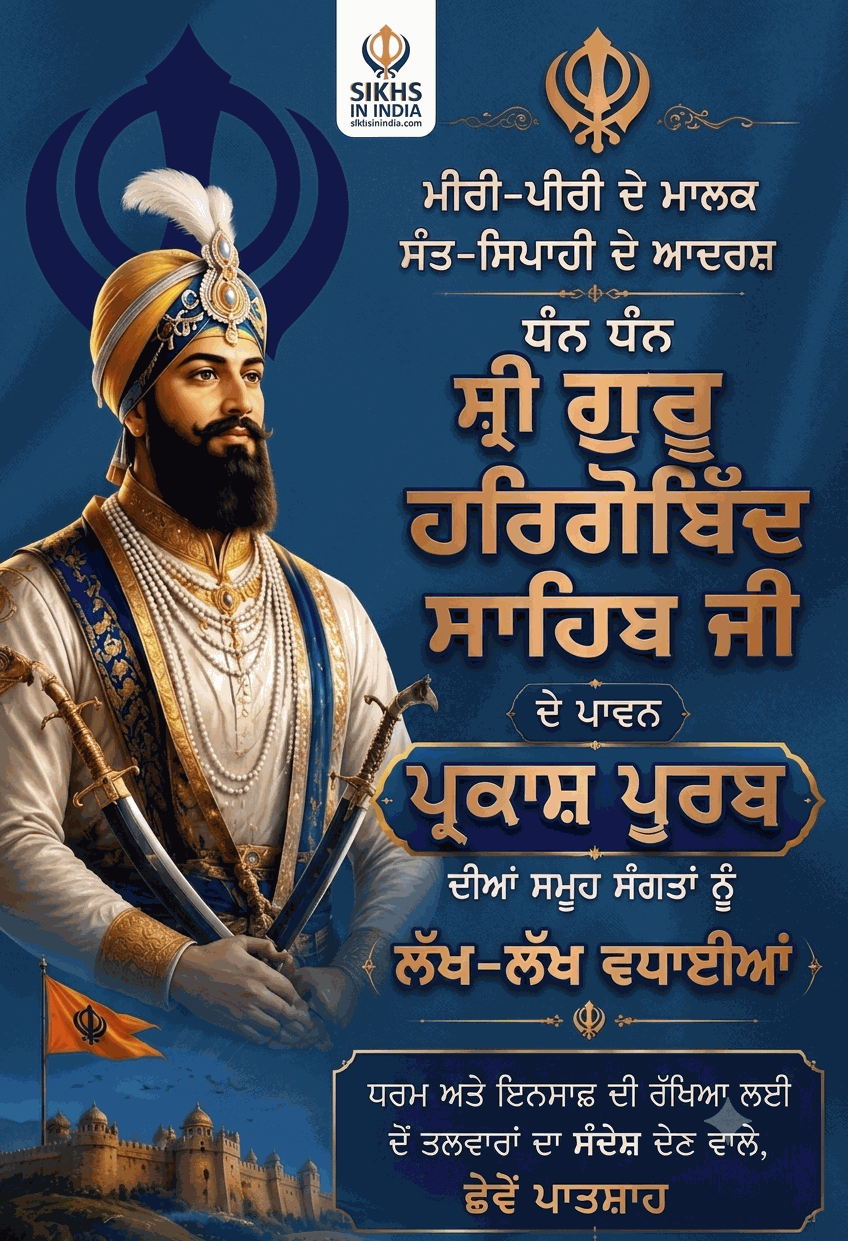 SIKHS
IN INDIA
sikhsinindia.com
ਮੀਰੀ-ਪੀਰੀ ਦੇ ਮਾਲਕ
ਸੰਤ-ਸਿਪਾਹੀ ਦੇ ਆਦਰਸ਼
ਧੰਨ ਧੰਨ
ਸ਼੍ਰੀ ਗੁਰੂ
ਹਰਿਗੋਬਿੰਦ
ਸਾਹਿਬ ਜੀ
ਦੇ ਪਾਵਨ
ਪ੍ਰਕਾਸ਼ ਪੂਰਬ
ਦੀਆਂ ਸਮੂਹ ਸੰਗਤਾਂ ਨੂੰ
ਲੱਖ-ਲੱਖ ਵਧਾਈਆਂ
ਧਰਮ ਅਤੇ ਇਨਸਾਫ਼ ਦੀ ਰੱਖਿਆ ਲਈ
ਦੋਂ ਤਲਵਾਰਾਂ ਦਾ ਸੰਦੇਸ਼ ਦੇਣ ਵਾਲੇ,
ਛੇਵੇਂ ਪਾਤਸ਼ਾਹ